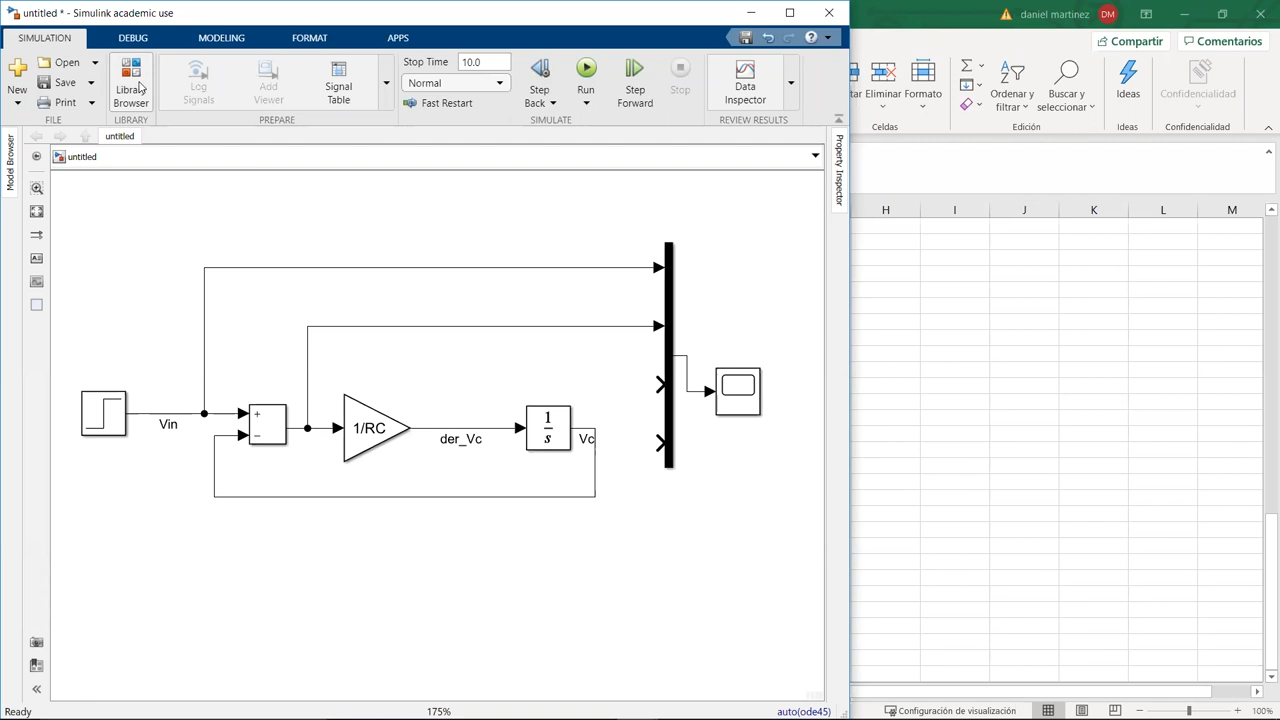 untitled * - Simulink academic use
SIMULATION DEBUG MODELING FORMAT APPS
New
Open
Save
Print
FILE
Library Browser
LIBRARY
Log Signals
Add Viewer
Signal Table
PREPARE
Stop Time 10.0
Normal
Fast Restart
Step Back
Run
Step Forward
Stop
SIMULATE
Data Inspector
REVIEW RESULTS
untitled
untitled
Model Browser
Property Inspector
Vin
+
−
1/RC
der_Vc
1
s
Vc
Ready
175%
auto(ode45)
daniel martinez DM
Compartir Comentarios
Eliminar Formato
Celdas
Ordenar y filtrar
Buscar y seleccionar
Edición
Ideas
Ideas
Confidencialidad
Confidencialidad
H I J K L M
Configuración de visualización
100%